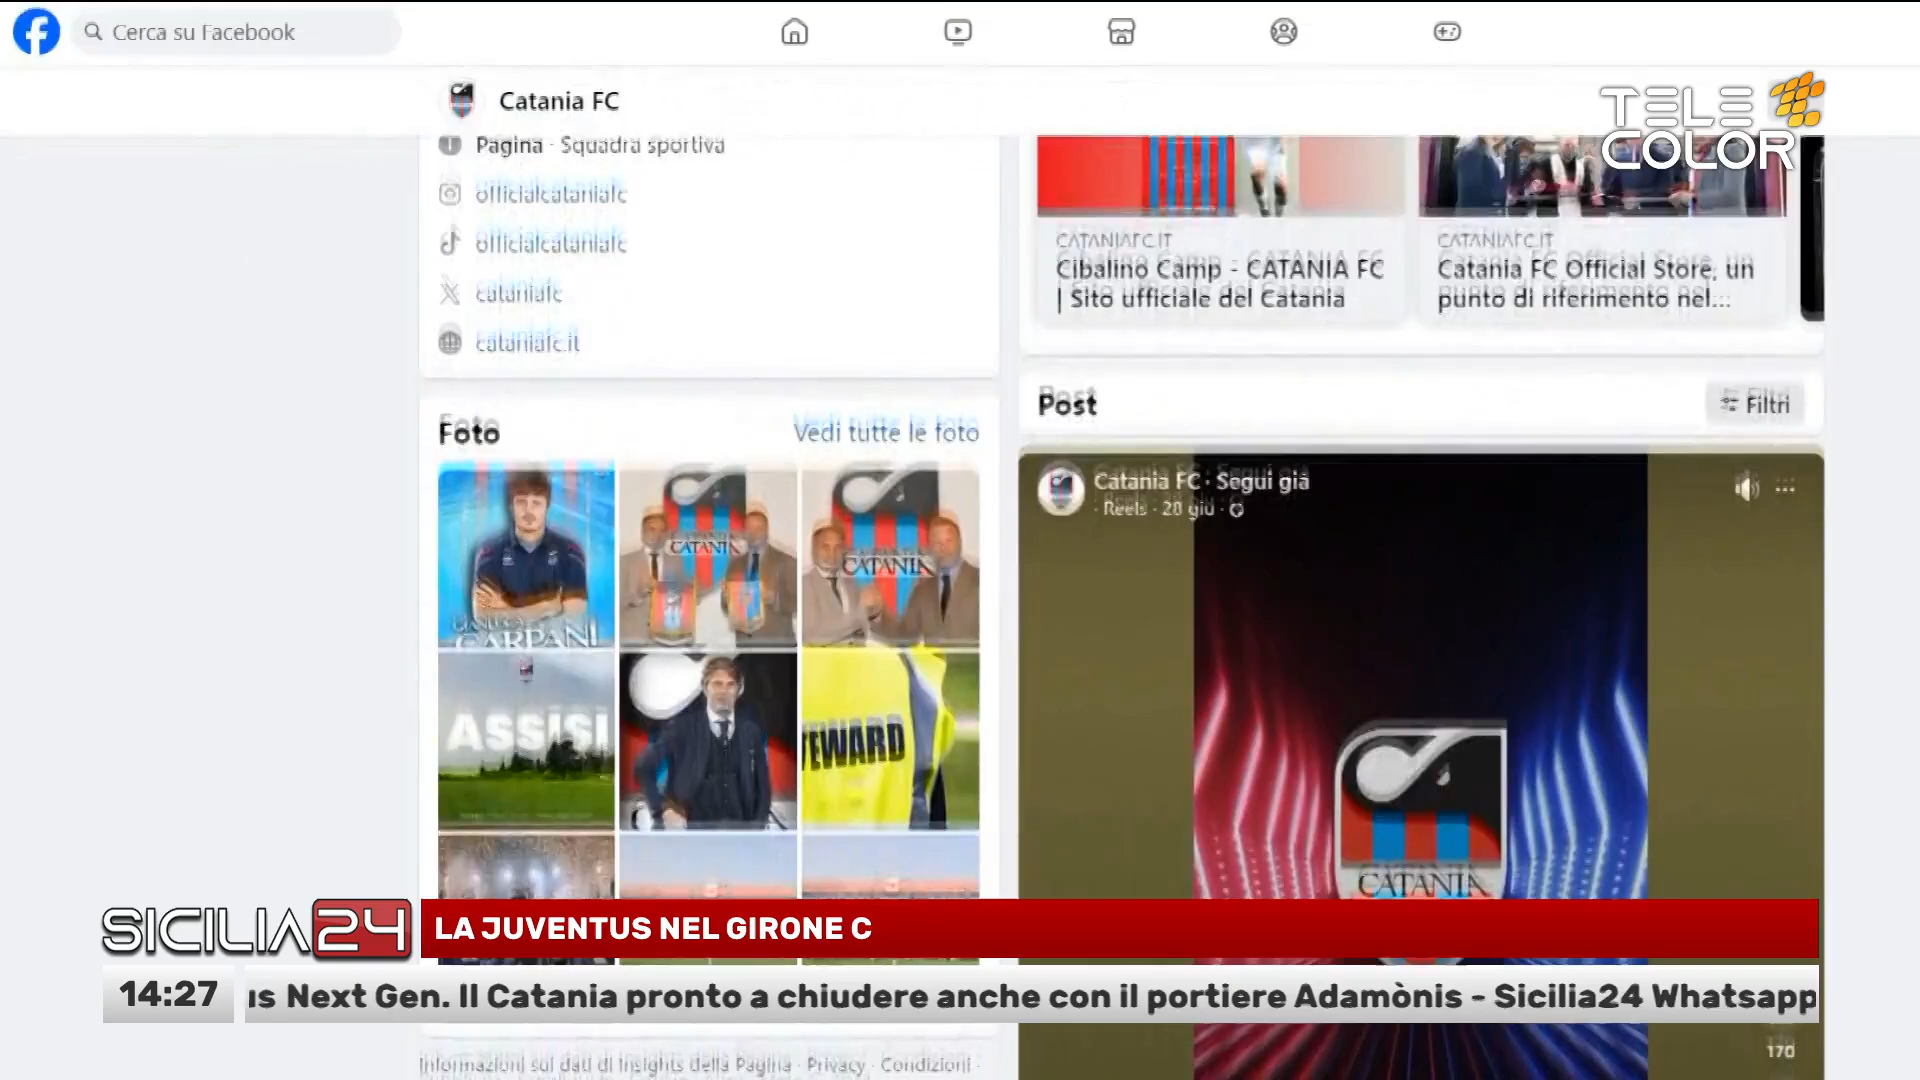 Cerca su Facebook
Catania FC
TELE
COLOR
Pagina · Squadra sportiva
officialcataniafc
officialcataniafc
cataniafc
cataniafc.it
CATANIAFC.IT
Cibalino Camp - CATANIA FC
| Sito ufficiale del Catania
CATANIAFC.IT
Catania FC Official Store, un
punto di riferimento nel...
Foto
Vedi tutte le foto
Post
Filtri
Catania FC · Segui già
· Reels · 20 giu ·
CARPANI
CATANIA
CATANIA
ASSISI
TEWARD
CATANIA
SICILIA24
LA JUVENTUS NEL GIRONE C
14:27
us Next Gen. Il Catania pronto a chiudere anche con il portiere Adamònis - Sicilia24 Whatsapp
170
Informazioni sui dati di Insights della Pagina · Privacy · Condizioni ·